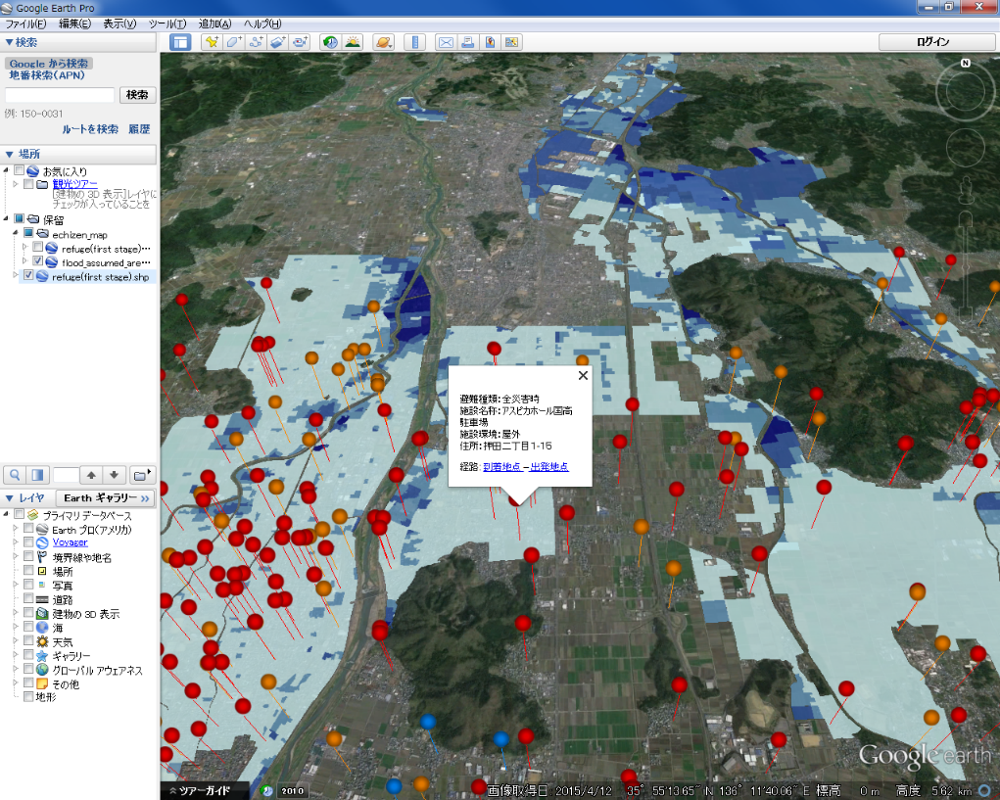 Google Earth Pro
ファイル(F) 編集(E) 表示(V) ツール(T) 追加(A) ヘルプ(H)
▼検索
ログイン
N
Google から検索
地番検索(APN)
検索
例: 150-0031
ルートを検索 履歴
▼ 場所
お気に入り
観光ツアー
[建物の 3D 表示]レイヤに
チェックが入っていることを
保留
echizen_map
refuge(first stage)…
flood_assumed_are…
refuge(first stage).shp
避難種類:全災害時
施設名称:アスピカホール国高
駐車場
施設環境:屋外
住所:押田二丁目1-15
経路: 到着地点 – 出発地点
▼ レイヤ
Earth ギャラリー >>
プライマリ データベース
Earth プロ(アメリカ)
Voyager
境界線や地名
場所
写真
道路
建物の 3D 表示
海
天気
ギャラリー
グローバル アウェアネス
その他
地形
Google earth
ツアーガイド
2010
画像取得日: 2015/4/12 35° 55'13.65" N 136° 11'40.06" E 標高 0 m 高度 5.62 km